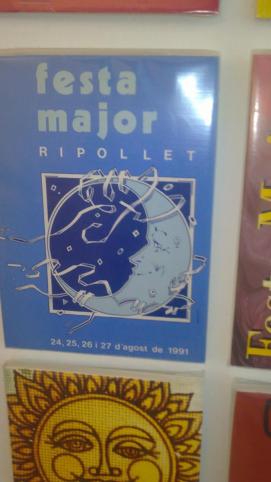 festa
major
RIPOLLET
24, 25, 26 i 27 d'agost de 1991